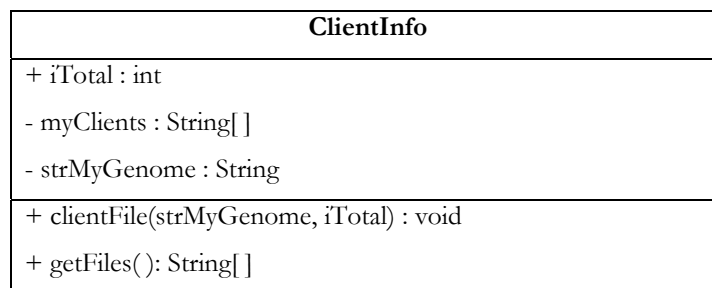 ClientInfo
+ iTotal : int
- myClients : String[ ]
- strMyGenome : String
+ clientFile(strMyGenome, iTotal) : void
+ getFiles( ): String[ ]